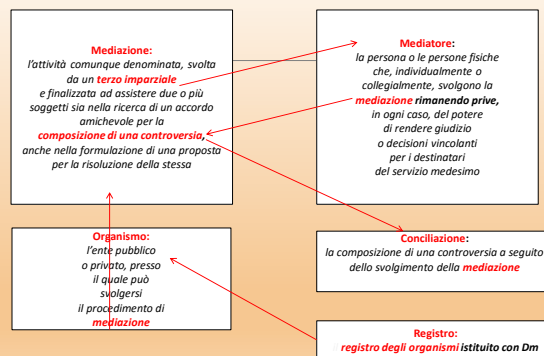 Mediazione:
l'attività comunque denominata, svolta
da un terzo imparziale
e finalizzata ad assistere due o più
soggetti sia nella ricerca di un accordo
amichevole per la
composizione di una controversia,
anche nella formulazione di una proposta
per la risoluzione della stessa
Mediatore:
la persona o le persone fisiche
che, individualmente o
collegialmente, svolgono la
mediazione rimanendo prive,
in ogni caso, del potere
di rendere giudizio
o decisioni vincolanti
per i destinatari
del servizio medesimo
Organismo:
l'ente pubblico
o privato, presso
il quale può
svolgersi
il procedimento di
mediazione
Conciliazione:
la composizione di una controversia a seguito
dello svolgimento della mediazione
Registro:
registro degli organismi istituito con Dm